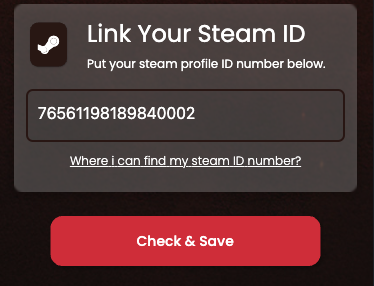 Link Your Steam ID
Put your steam profile ID number below.
76561198189840002
Where i can find my steam ID number?
Check & Save